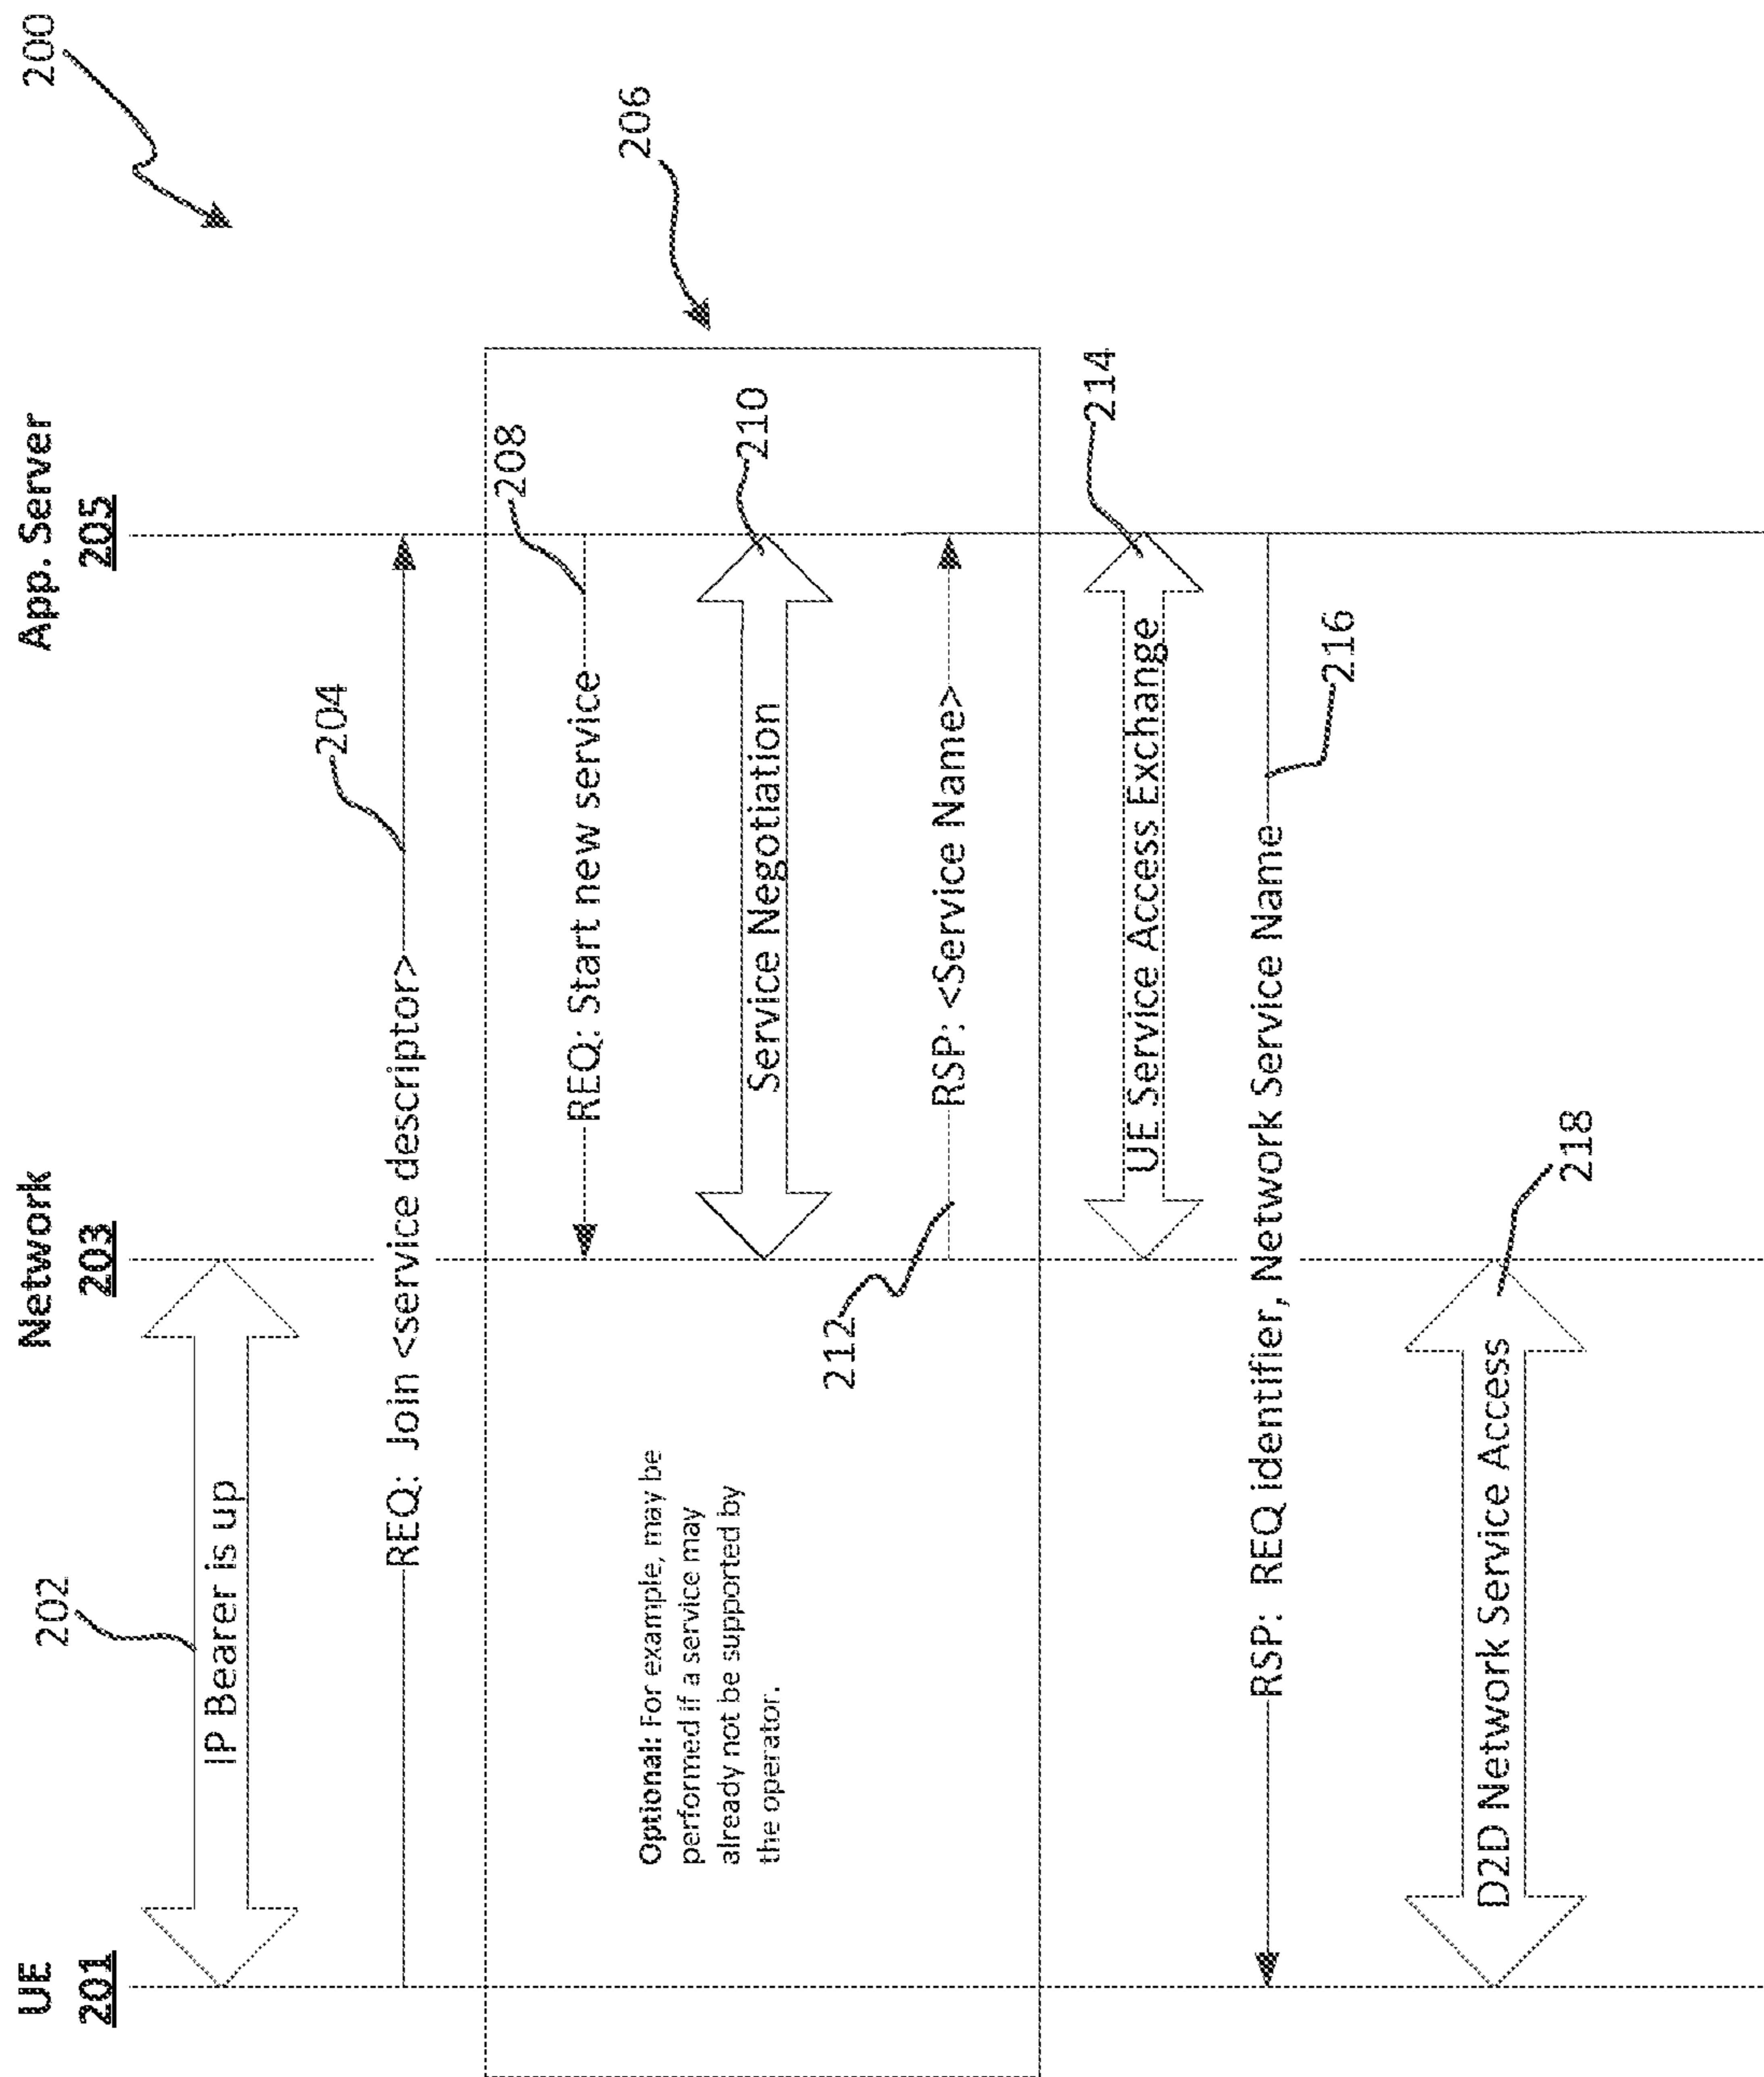 200
UE
201
Network
203
App. Server
205
202
IP Bearer is up
204
REQ: Join <service descriptor>
206
208
REQ: Start new service
Optional: For example, may be
performed if a service may
already not be supported by
the operator.
210
Service Negotiation
212
RSP: <Service Name>
214
UE Service Access Exchange
RSP: REQ identifier, Network Service Name
216
218
D2D Network Service Access